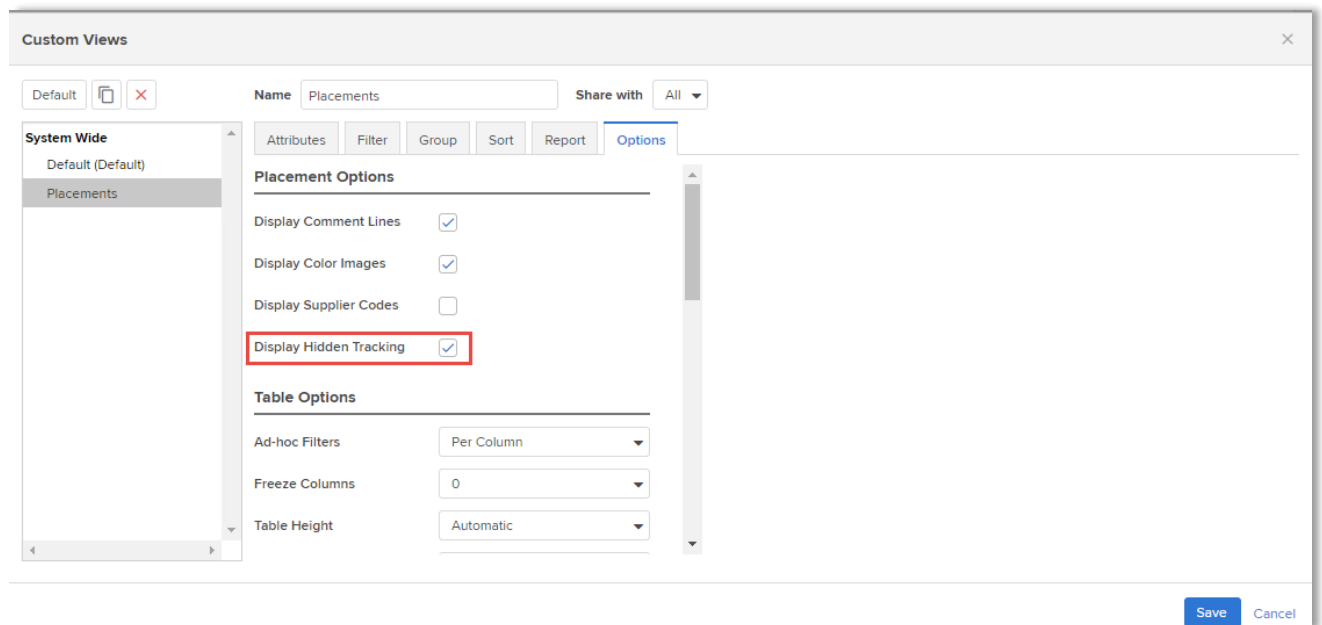 Custom Views
Default
Name Placements Share with All
System Wide
Default (Default)
Placements
Attributes Filter Group Sort Report Options
Placement Options
Display Comment Lines
Display Color Images
Display Supplier Codes
Display Hidden Tracking
Table Options
Ad-hoc Filters Per Column
Freeze Columns 0
Table Height Automatic
Save Cancel